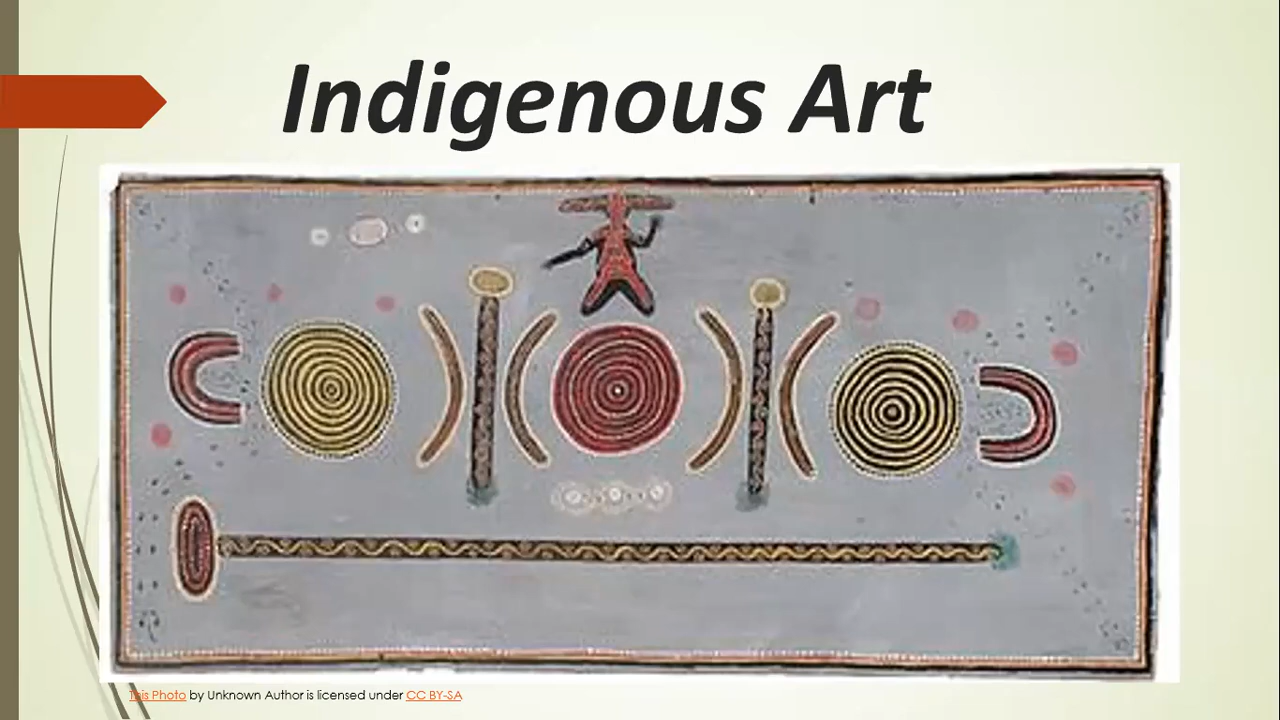 Indigenous Art
This Photo by Unknown Author is licensed under CC BY-SA